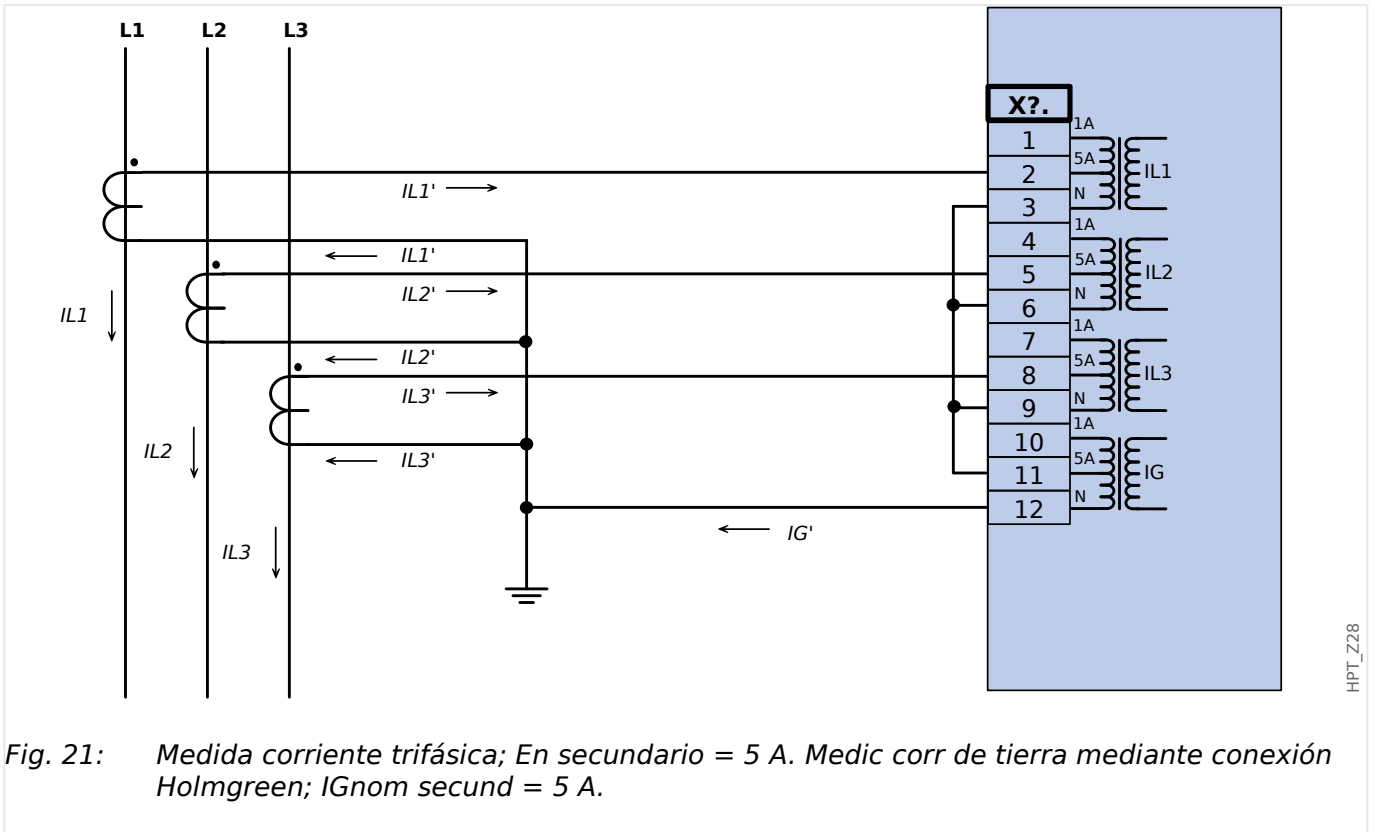 L1 L2 L3
X?.
1 1A
2 5A IL1
3 N
4 1A
5 5A IL2
6 N
7 1A
8 5A IL3
9 N
10 1A
11 5A IG
12 N
IL1'
IL1'
IL2'
IL1
IL2'
IL3'
IL2
IL3'
IG'
IL3
HPT_Z28
Fig. 21: Medida corriente trifásica; En secundario = 5 A. Medic corr de tierra mediante conexión
Holmgreen; IGnom secund = 5 A.